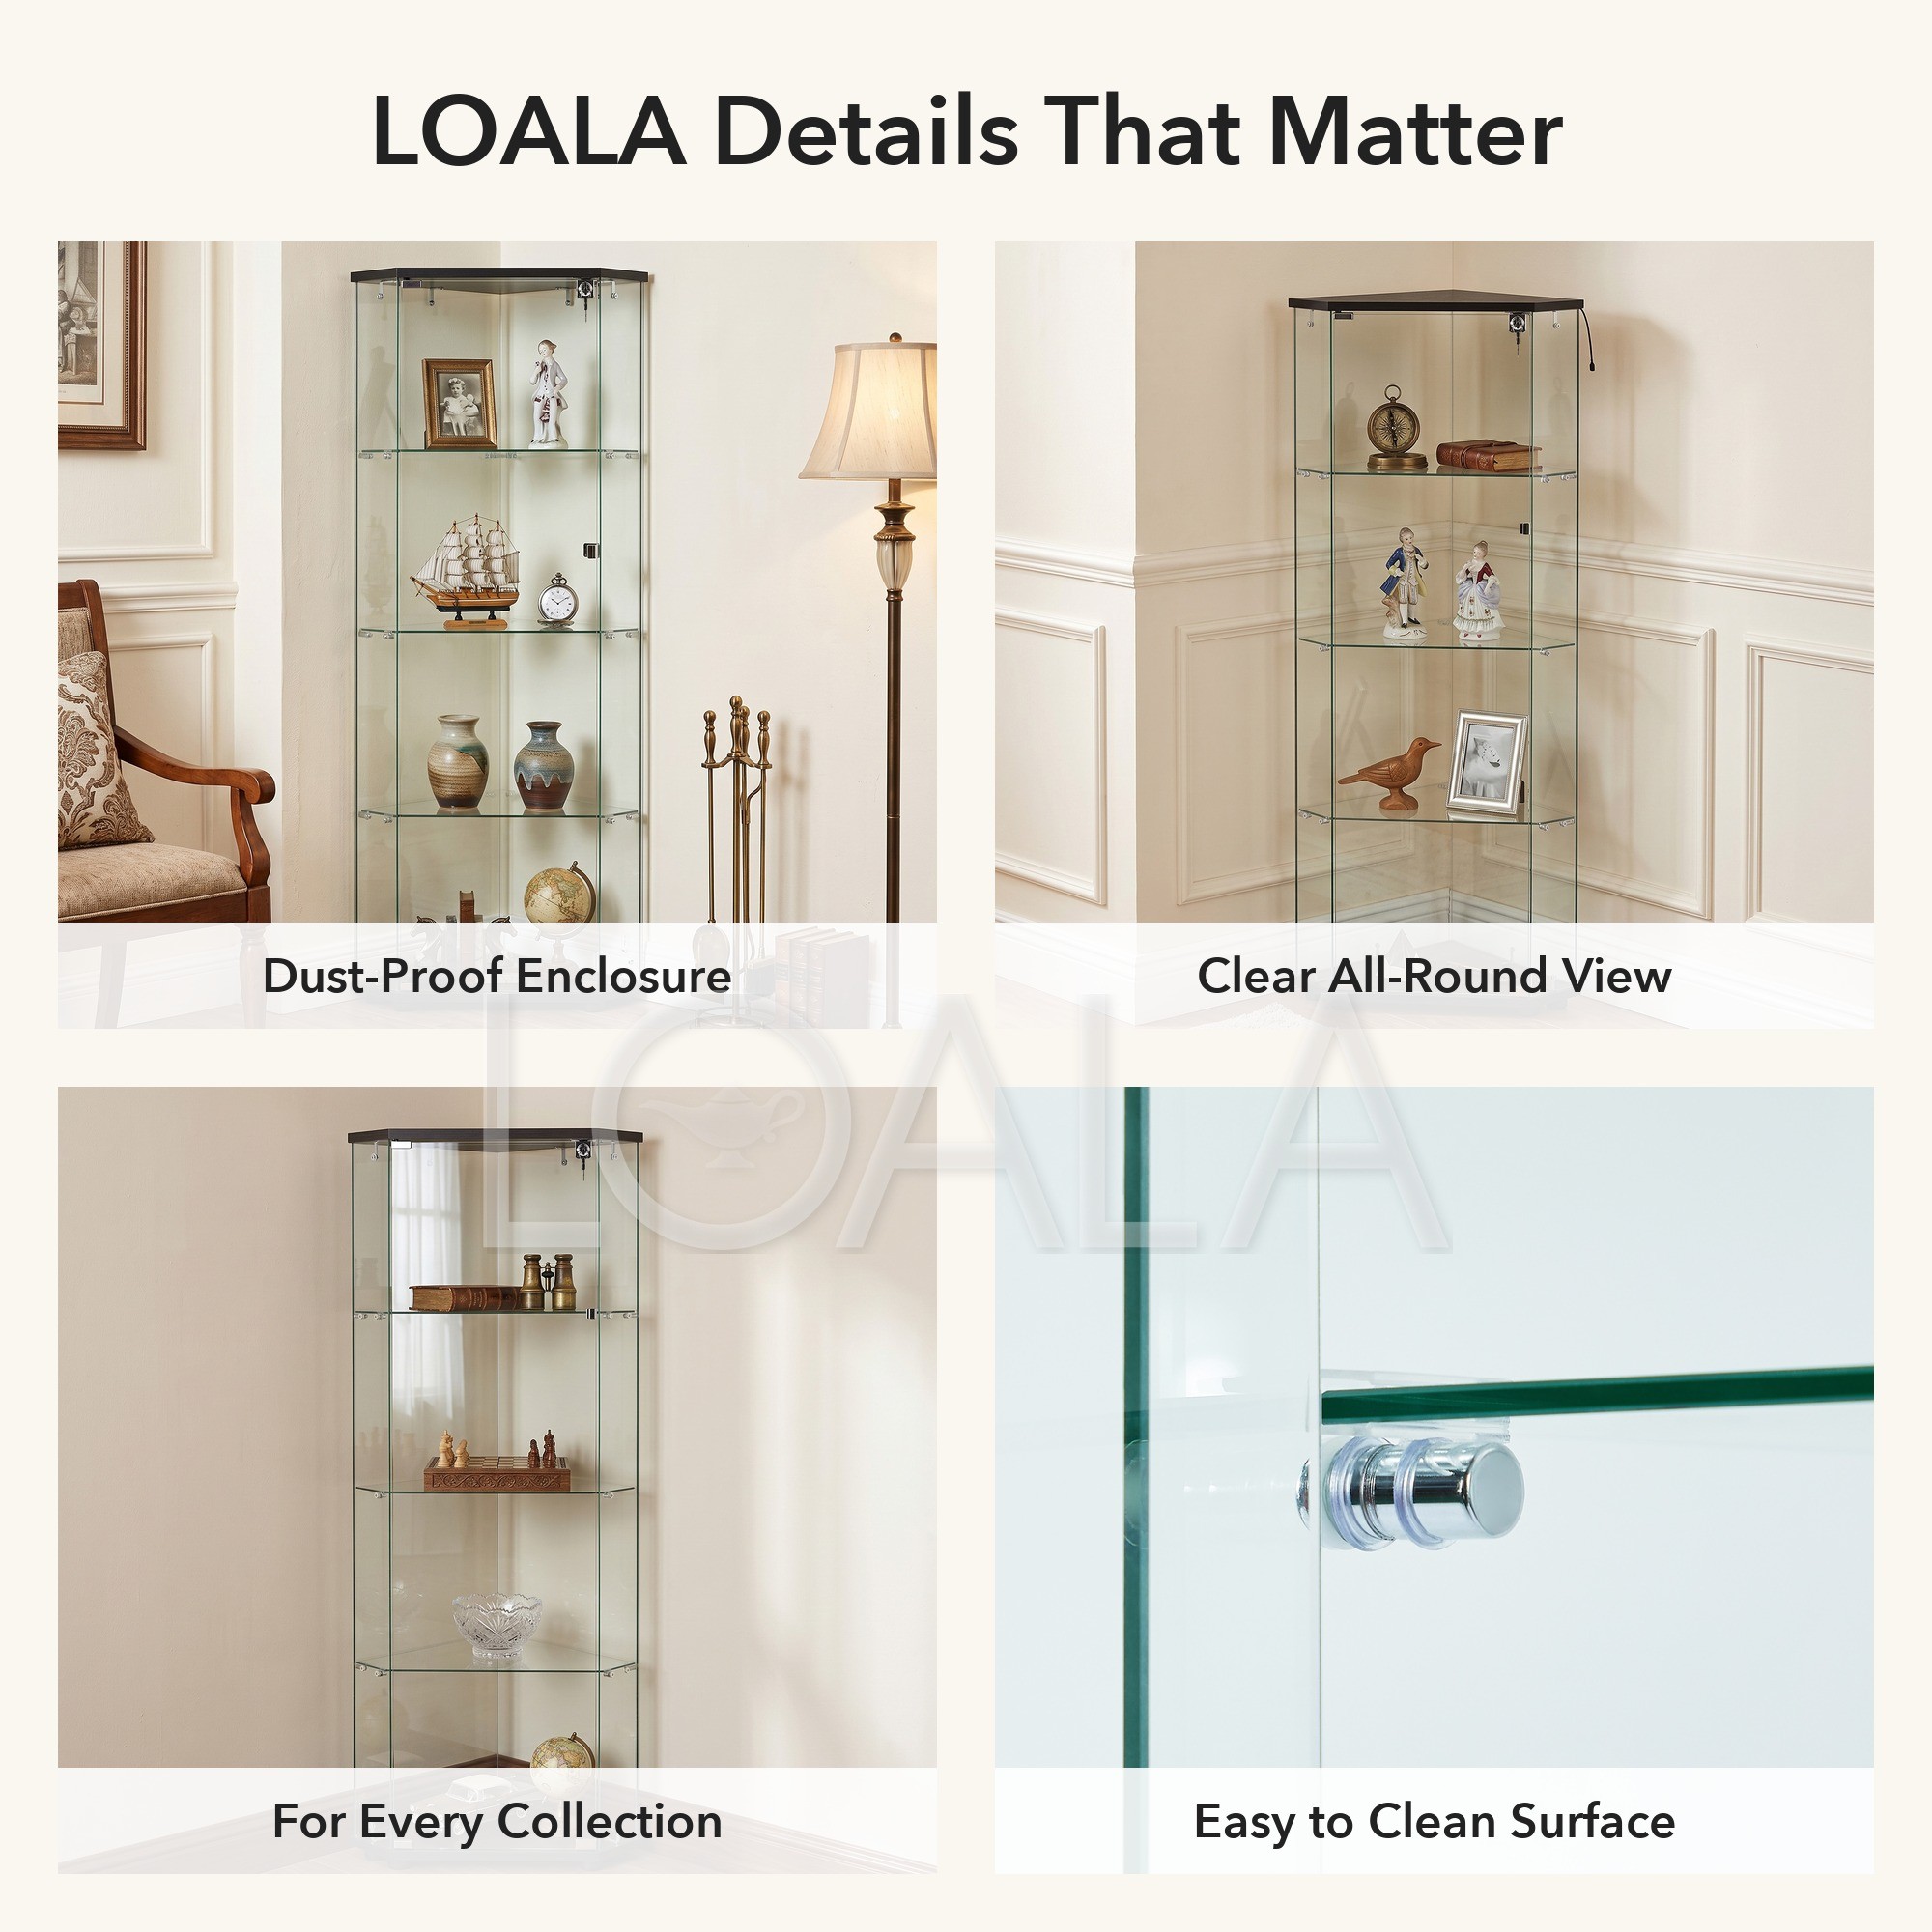 LOALA Details That Matter
Dust-Proof Enclosure
Clear All-Round View
LOALA
For Every Collection
Easy to Clean Surface